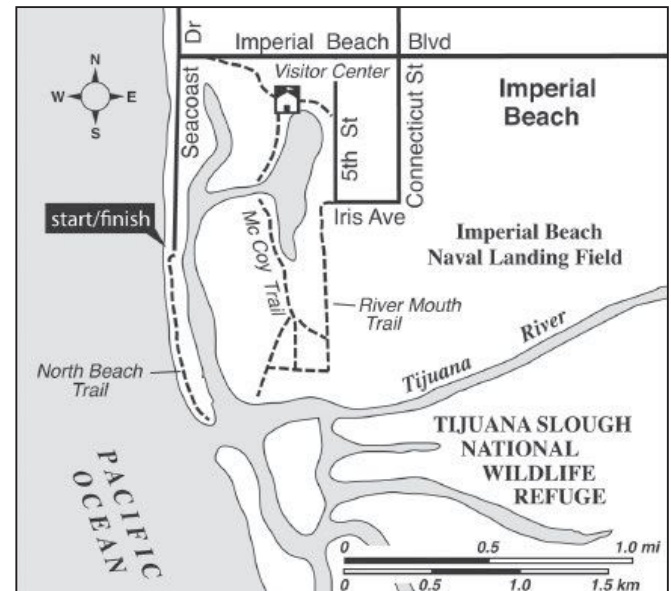 Imperial Beach Blvd
Seacoast Dr
N
W E
S
Visitor Center
5th St
Connecticut St
Imperial
Beach
start/finish
Mc Coy Trail
Iris Ave
Imperial Beach
Naval Landing Field
River Mouth
Trail
North Beach
Trail
Tijuana River
TIJUANA SLOUGH
NATIONAL
WILDLIFE
REFUGE
PACIFIC
OCEAN
0 0.5 1.0 mi
0 0.5 1.0 1.5 km